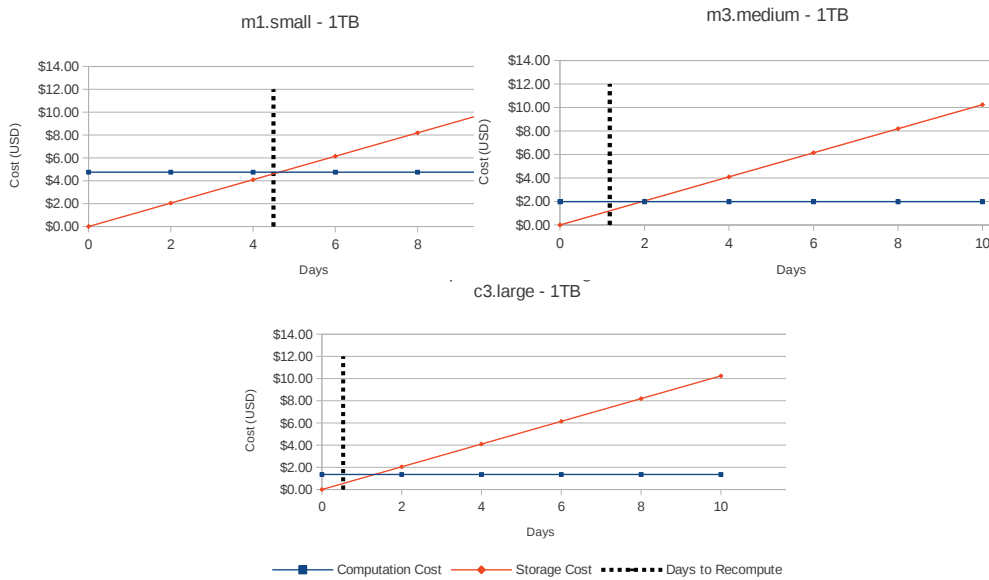 m1.small - 1TB
$14.00
$12.00
$10.00
$8.00
$6.00
$4.00
$2.00
$0.00
Cost (USD)
0 2 4 6 8
Days
m3.medium - 1TB
$14.00
$12.00
$10.00
$8.00
$6.00
$4.00
$2.00
$0.00
Cost (USD)
0 2 4 6 8 10
Days
c3.large - 1TB
$14.00
$12.00
$10.00
$8.00
$6.00
$4.00
$2.00
$0.00
Cost (USD)
0 2 4 6 8 10
Days
Computation Cost Storage Cost Days to Recompute